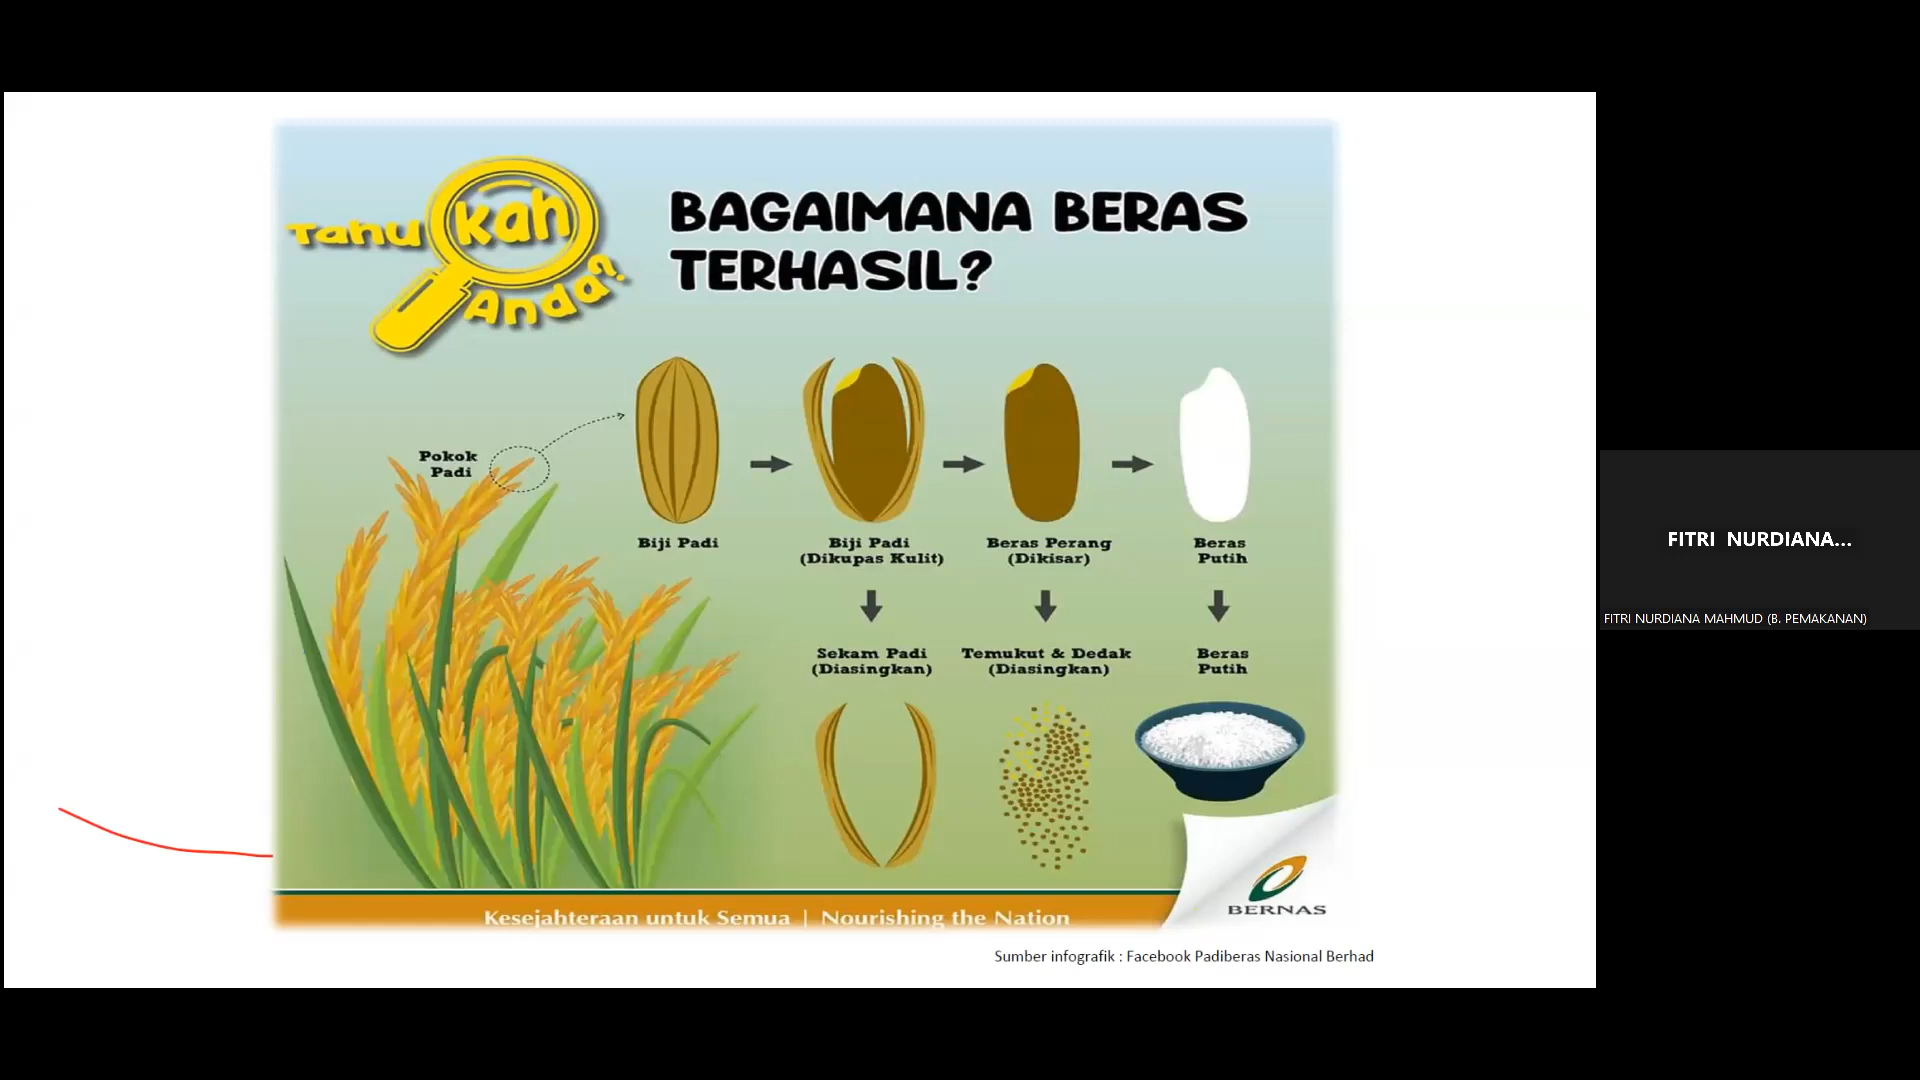 Tahu kah
Anda?
BAGAIMANA BERAS
TERHASIL?
Pokok
Padi
Biji Padi
Biji Padi
(Dikupas Kulit)
Beras Perang
(Dikisar)
Beras
Putih
Sekam Padi
(Diasingkan)
Temukut & Dedak
(Diasingkan)
Beras
Putih
BERNAS
Kesejahteraan untuk Semua | Nourishing the Nation
Sumber infografik : Facebook Padiberas Nasional Berhad
FITRI NURDIANA...
FITRI NURDIANA MAHMUD (B. PEMAKANAN)